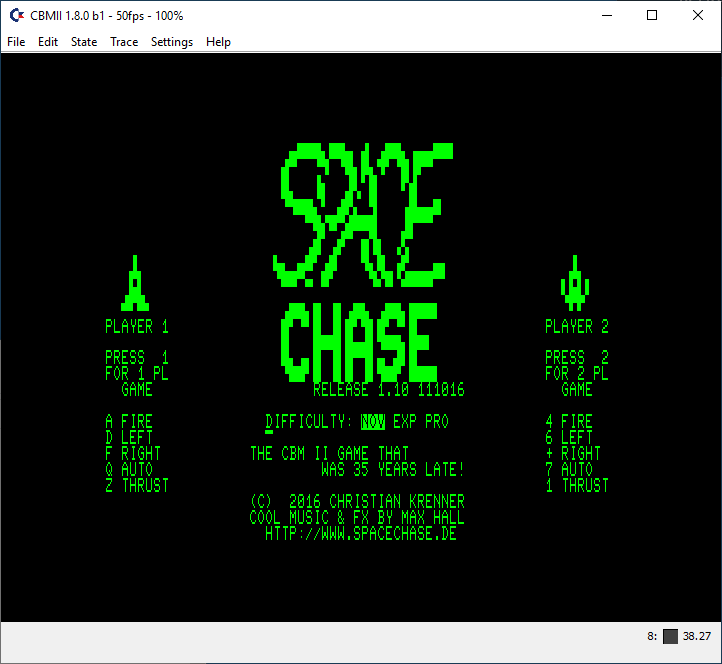 CBMII 1.8.0 b1 - 50fps - 100%
File Edit State Trace Settings Help
SPACE
CHASE
RELEASE 1.10 111016
PLAYER 1
PRESS 1
FOR 1 PL
GAME
A FIRE
D LEFT
F RIGHT
Q AUTO
Z THRUST
DIFFICULTY: NOV EXP PRO
THE CBM II GAME THAT
WAS 35 YEARS LATE!
(C) 2016 CHRISTIAN KRENNER
COOL MUSIC & FX BY MAX HALL
HTTP://WWW.SPACECHASE.DE
PLAYER 2
PRESS 2
FOR 2 PL
GAME
4 FIRE
6 LEFT
+ RIGHT
7 AUTO
1 THRUST
8: 38.27